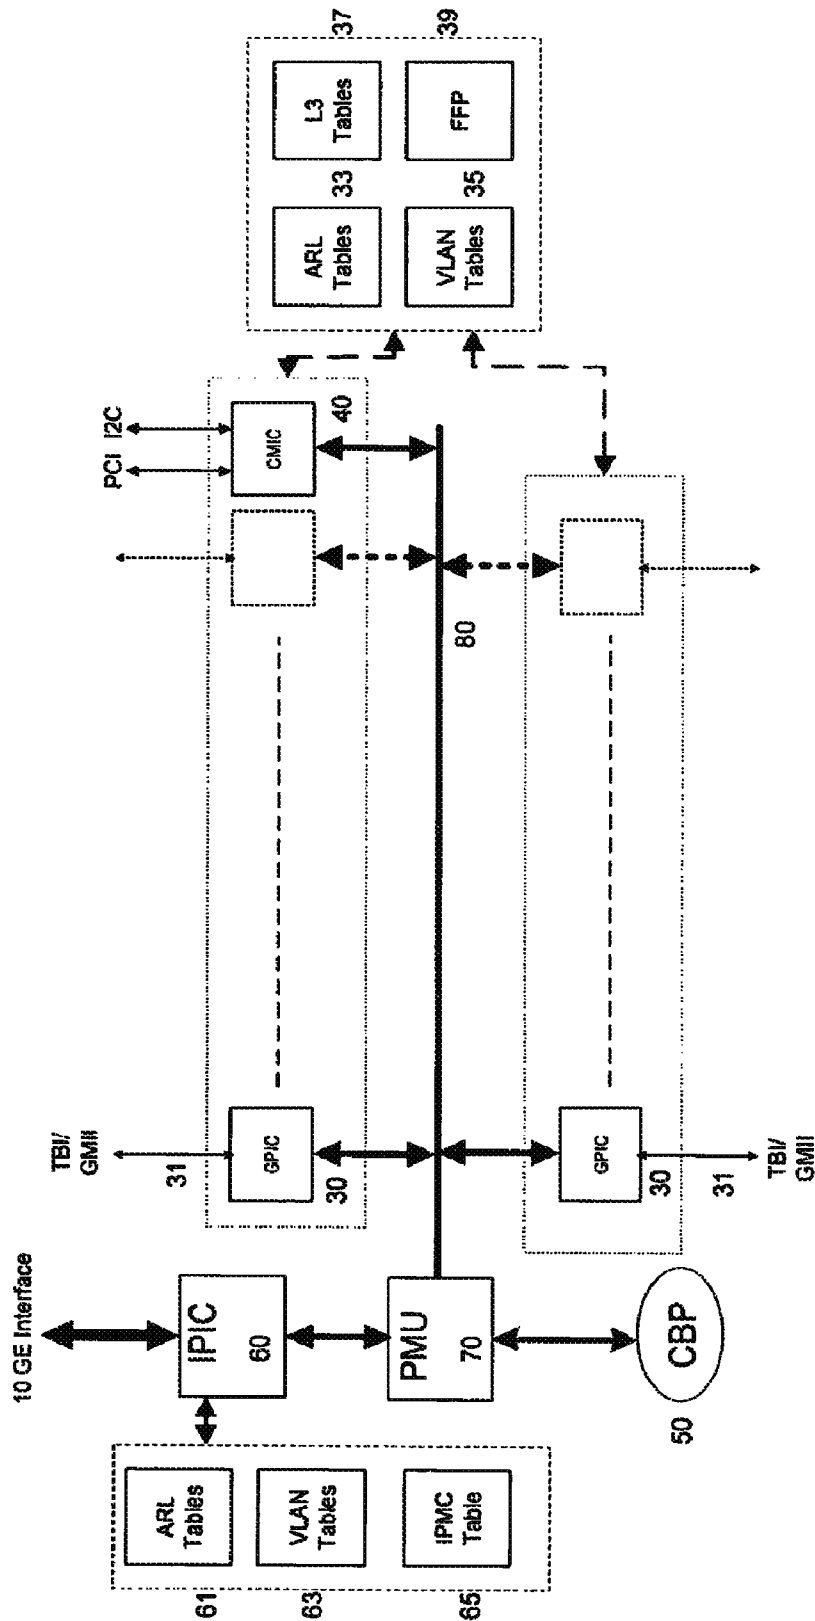 10 GE Interface
TBI/
GMII
31
PCI
I2C
61
ARL
Tables
63
VLAN
Tables
65
IPMC
Table
IPIC
60
GPIC
30
CMIC
40
37
L3
Tables
33
ARL
Tables
39
FFP
35
VLAN
Tables
PMU
70
80
50
CBP
GPIC
30
31
TBI/
GMII